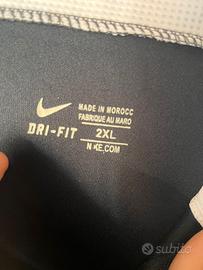 MADE IN MOROCC
FABRIQUE AU MARO
DRI-FIT
2XL
NIKE.COM
subito